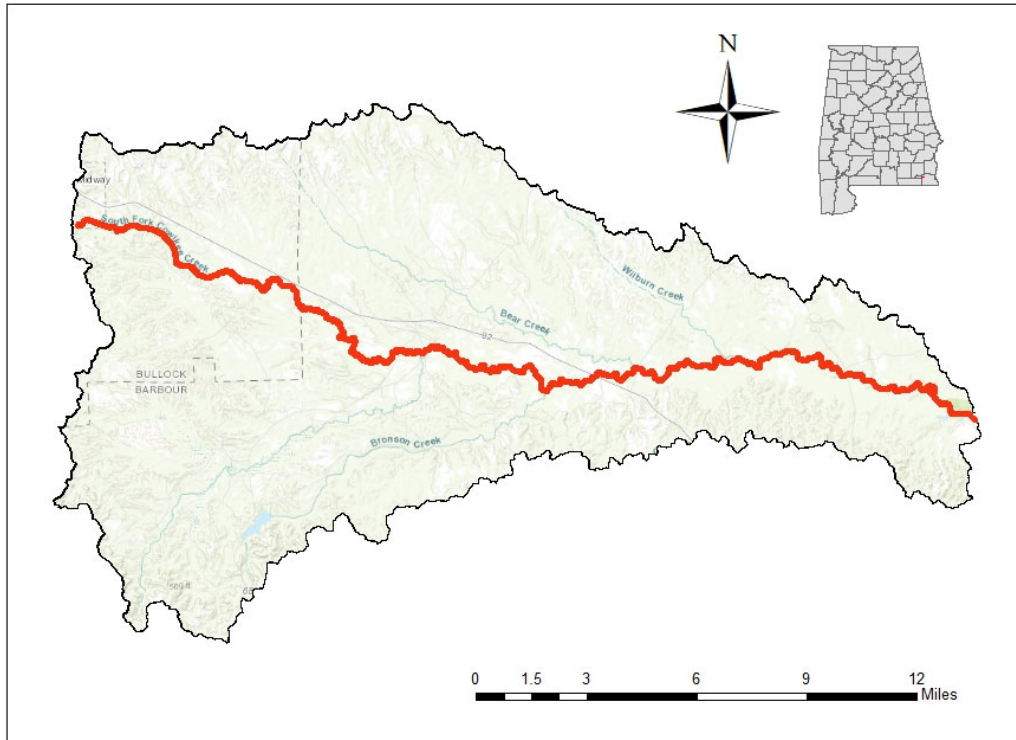 N
South Fork Cowikee Creek
Wilburn Creek
Bear Creek
82
BULLOCK
BARBOUR
Bronson Creek
0 1.5 3 6 9 12
Miles